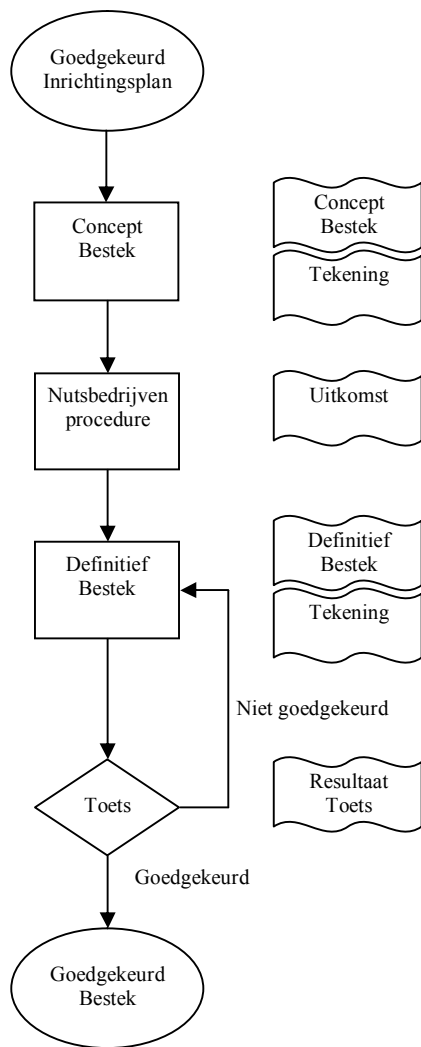 Goedgekeurd
Inrichtingsplan
Concept
Bestek
Concept
Bestek
Tekening
Nutsbedrijven
procedure
Uitkomst
Definitief
Bestek
Definitief
Bestek
Tekening
Niet goedgekeurd
Toets
Resultaat
Toets
Goedgekeurd
Goedgekeurd
Bestek